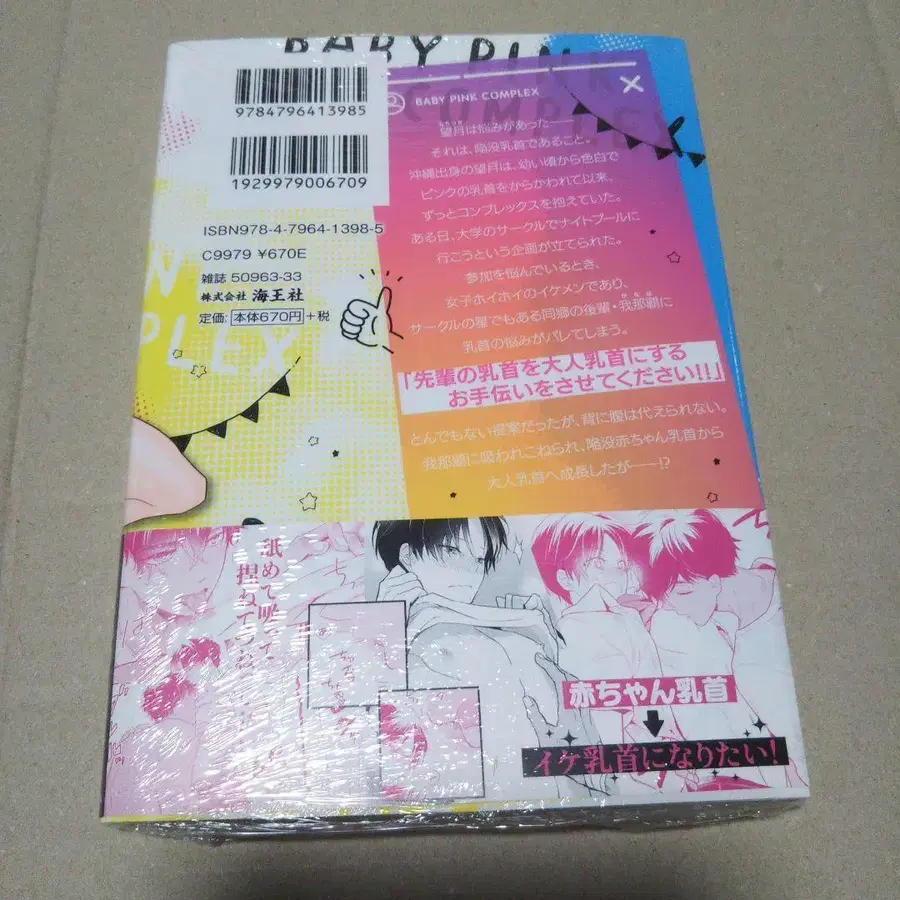 BABY PINK
COMPLEX
9784796413985
1929979006709
ISBN978-4-7964-1398-5
C9979 ¥670E
雑誌 50963-33
株式会社 海王社
定価: 本体670円 +税
PLEX
BABY PINK COMPLEX
望月は悩みがあった——
それは、陥没乳首であること。
沖縄出身の望月は、幼い頃から色白で
ピンクの乳首をからかわれて以来、
ずっとコンプレックスを抱えていた。
ある日、大学のサークルでナイトプールに
行こうという企画が立てられた。
参加を悩んでいるとき、
女子ホイホイのイケメンであり、
サークルの華でもある同郷の後輩・我那覇に
乳首の悩みがバレてしまう。
「先輩の乳首を大人乳首にする
お手伝いをさせてください!!」
とんでもない提案だったが、背に腹は代えられない。
我那覇に吸われこねられ、陥没赤ちゃん乳首から
大人乳首へ成長したが——!?
舐めて吸って、
赤ちゃん乳首
イケ乳首になりたい!